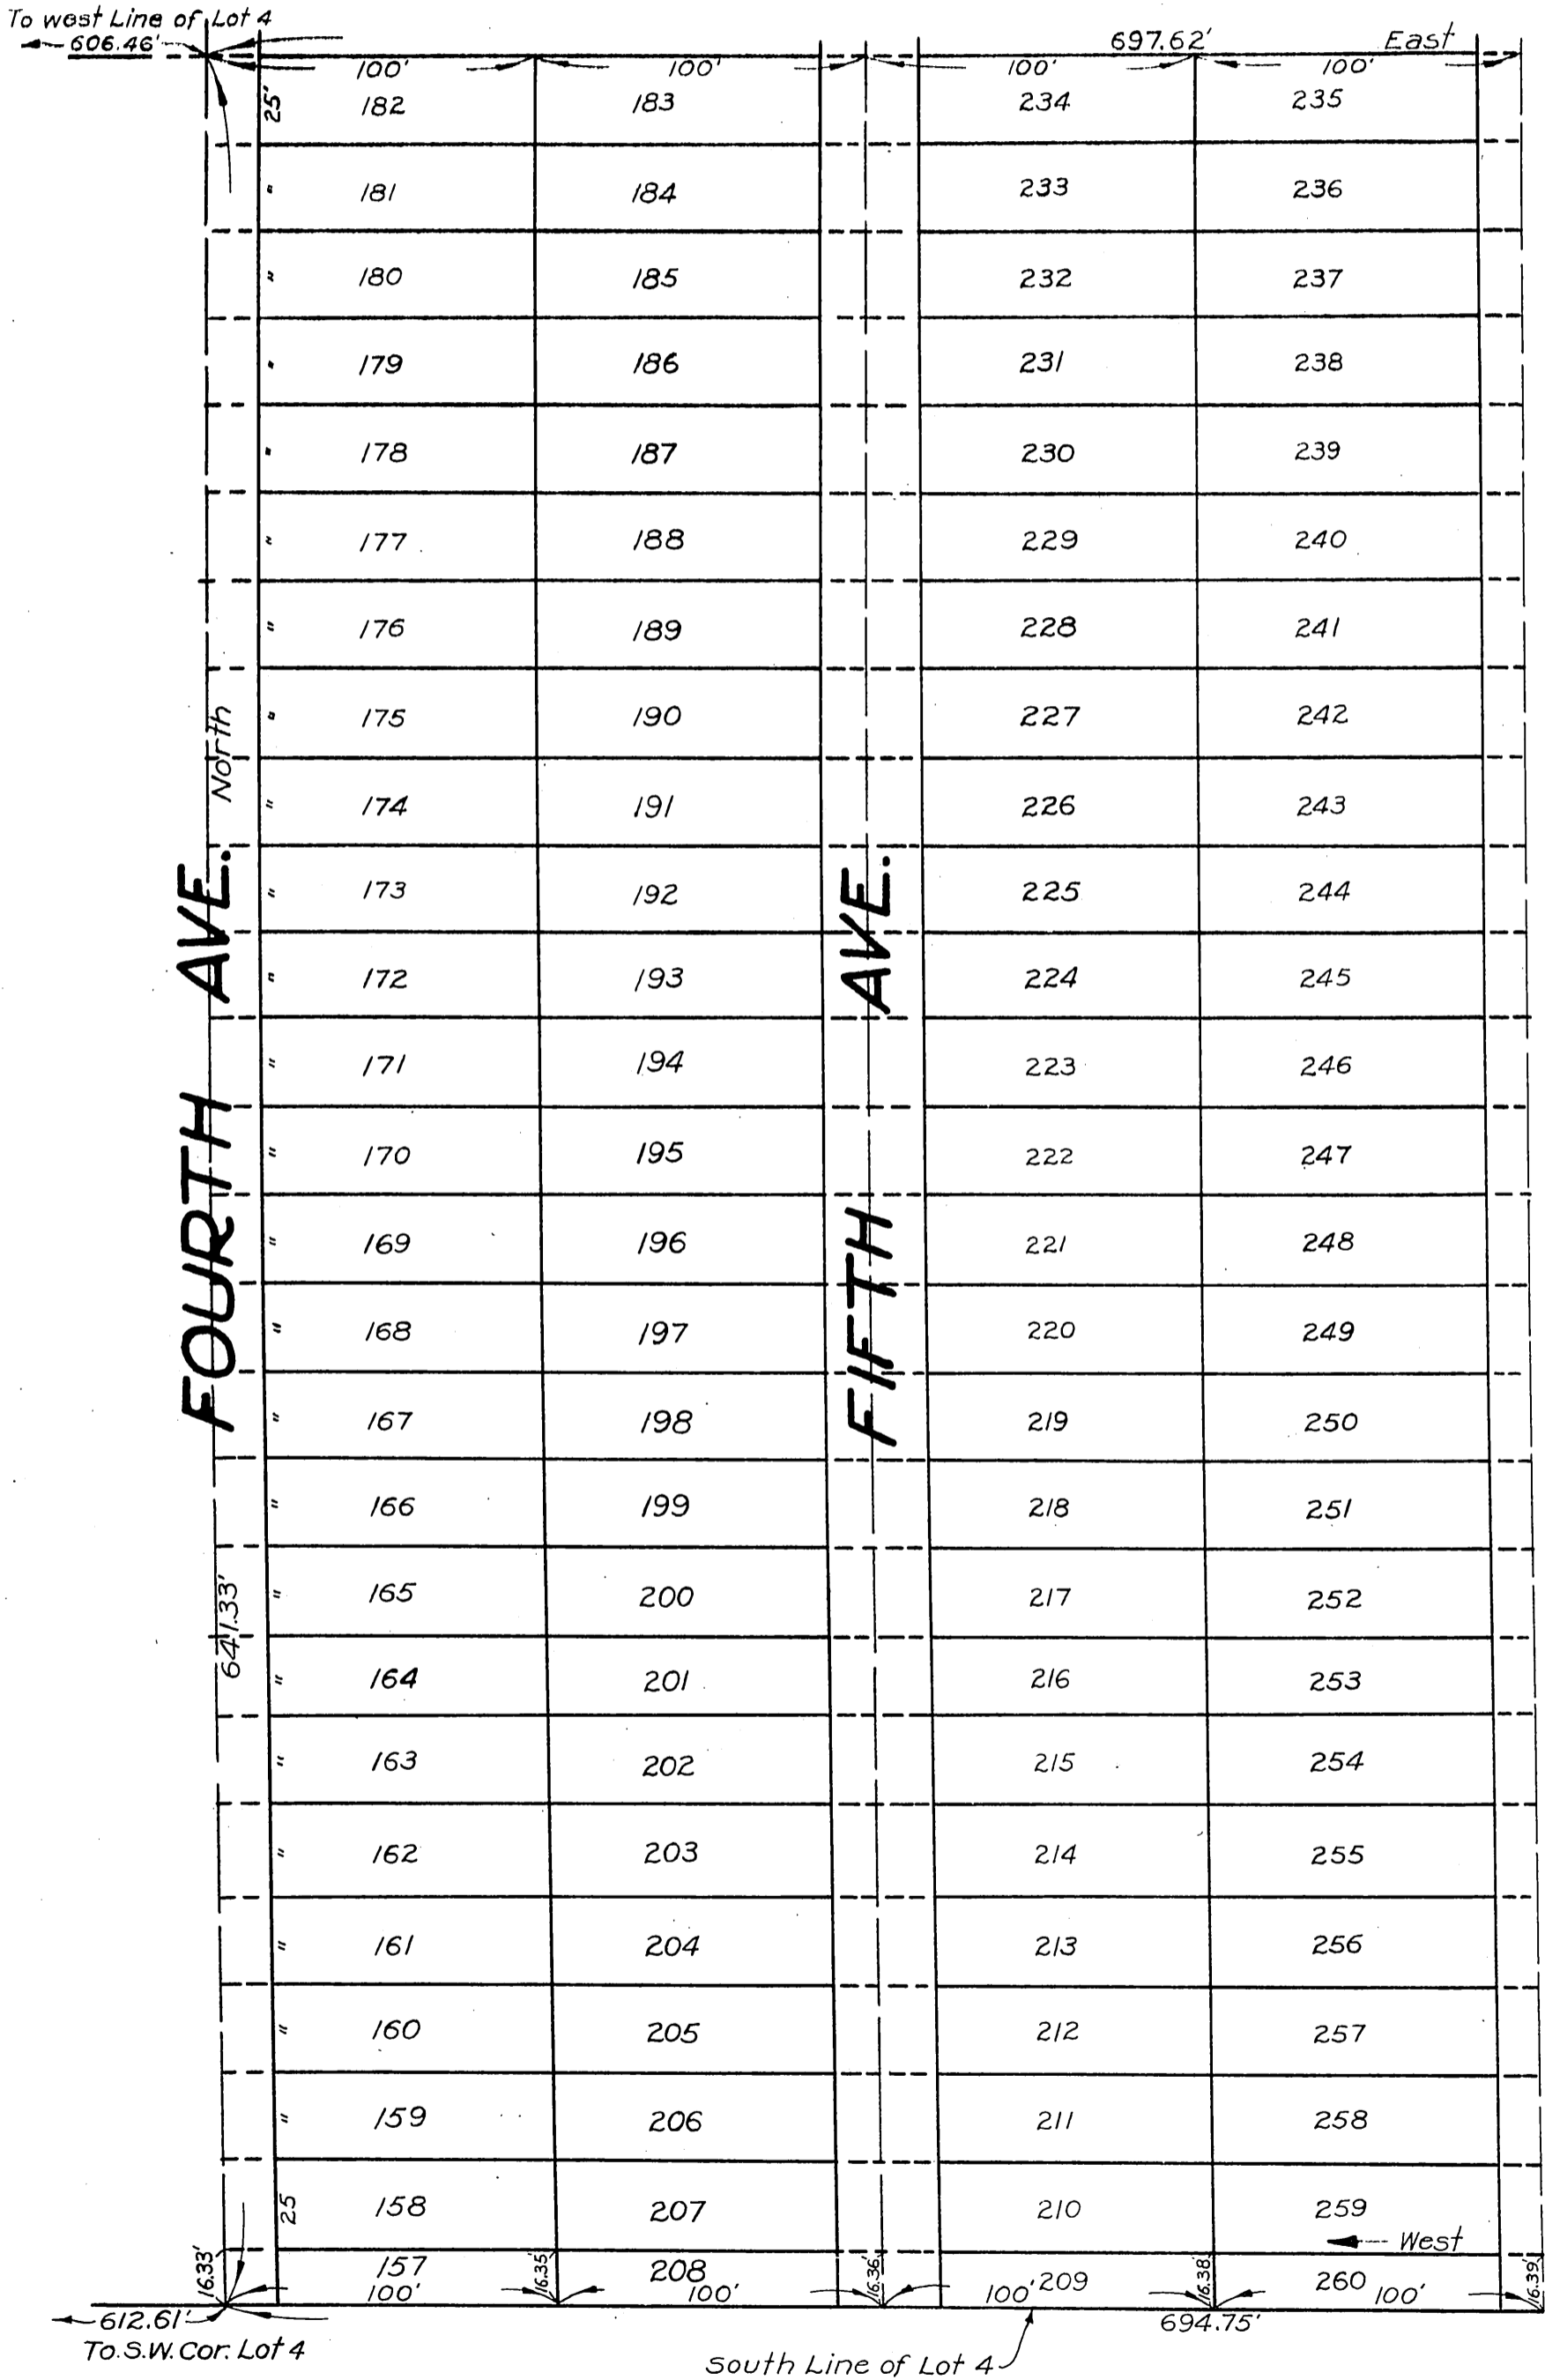 To west Line of Lot 4
606.46' 697.62' East
100' 100' 100' 100'
25' 182 183 234 235
" 181 184 233 236
" 180 185 232 237
" 179 186 231 238
" 178 187 230 239
" 177 188 229 240
" 176 189 228 241
" 175 190 227 242
North
" 174 191 226 243
" 173 192 225 244
" 172 193 224 245
" 171 194 223 246
" 170 195 222 247
" 169 196 221 248
" 168 197 220 249
" 167 198 219 250
FOURTH AVE.
FIFTH AVE.
" 166 199 218 251
" 165 200 217 252
641.33'
" 164 201 216 253
" 163 202 215 254
" 162 203 214 255
" 161 204 213 256
" 160 205 212 257
" 159 206 211 258
25 158 207 210 259
West
157 208 209 260
16.33' 16.35' 16.36' 16.38' 16.39'
100' 100' 100' 100'
612.61' 694.75'
To S.W. Cor. Lot 4
South Line of Lot 4